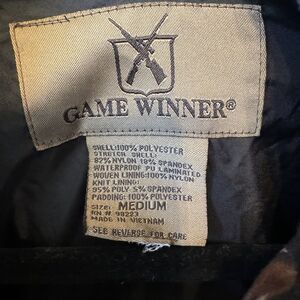 GAME WINNER®
SHELL:100% POLYESTER
STRETCH SHELL:
82% NYLON 18% SPANDEX
WATERPROOF PU LAMINATED
WOVEN LINING:100% NYLON
KNIT LINING:
95% POLY 5% SPANDEX
PADDING: 100% POLYESTER
SIZE: MEDIUM
RN # 98223
MADE IN VIETNAM
SEE REVERSE FOR CARE